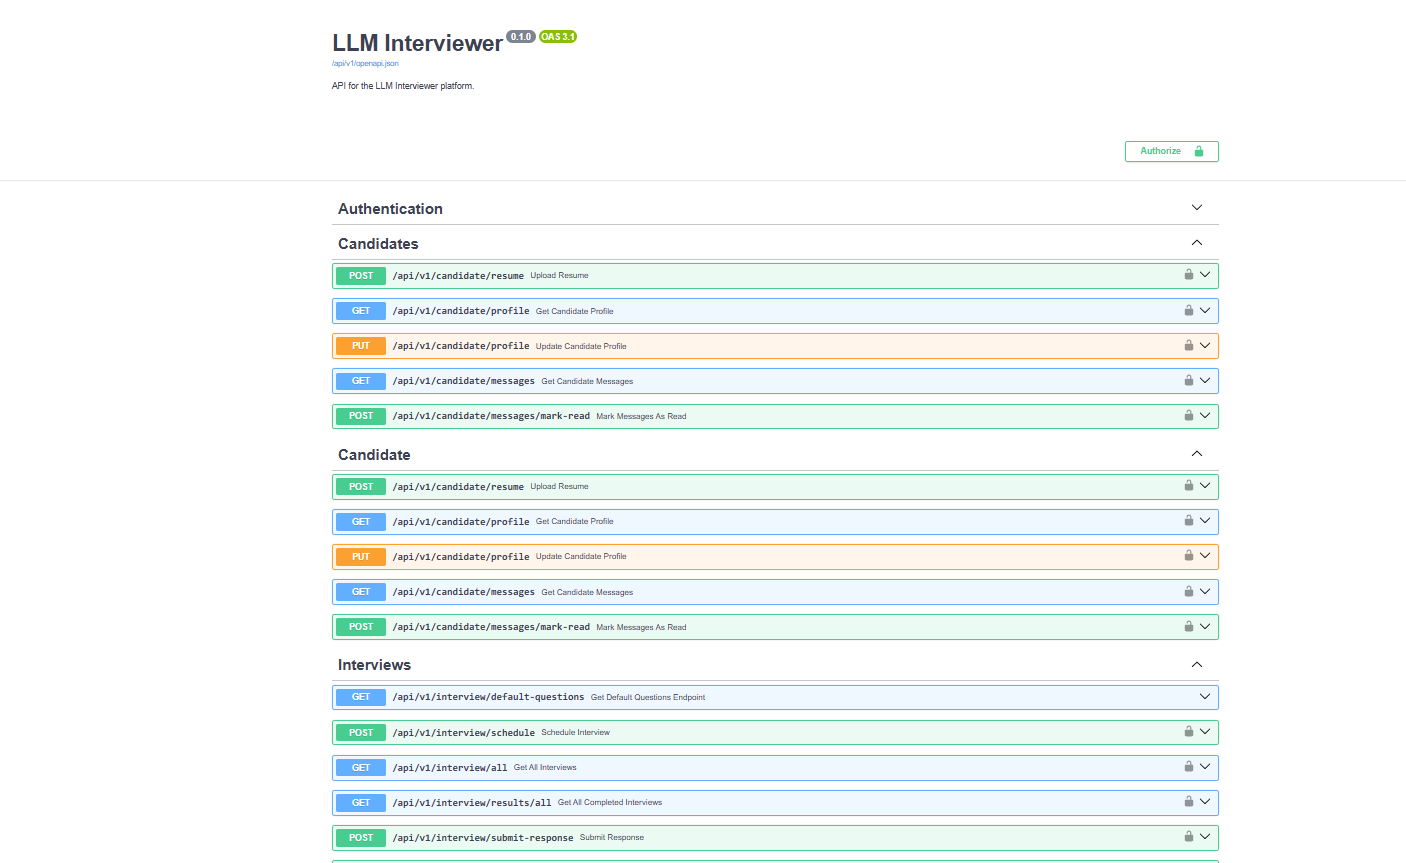 LLM Interviewer 0.1.0 OAS 3.1
/api/v1/openapi.json
API for the LLM Interviewer platform.
Authorize
Authentication
Candidates
POST /api/v1/candidate/resume Upload Resume
GET /api/v1/candidate/profile Get Candidate Profile
PUT /api/v1/candidate/profile Update Candidate Profile
GET /api/v1/candidate/messages Get Candidate Messages
POST /api/v1/candidate/messages/mark-read Mark Messages As Read
Candidate
POST /api/v1/candidate/resume Upload Resume
GET /api/v1/candidate/profile Get Candidate Profile
PUT /api/v1/candidate/profile Update Candidate Profile
GET /api/v1/candidate/messages Get Candidate Messages
POST /api/v1/candidate/messages/mark-read Mark Messages As Read
Interviews
GET /api/v1/interview/default-questions Get Default Questions Endpoint
POST /api/v1/interview/schedule Schedule Interview
GET /api/v1/interview/all Get All Interviews
GET /api/v1/interview/results/all Get All Completed Interviews
POST /api/v1/interview/submit-response Submit Response